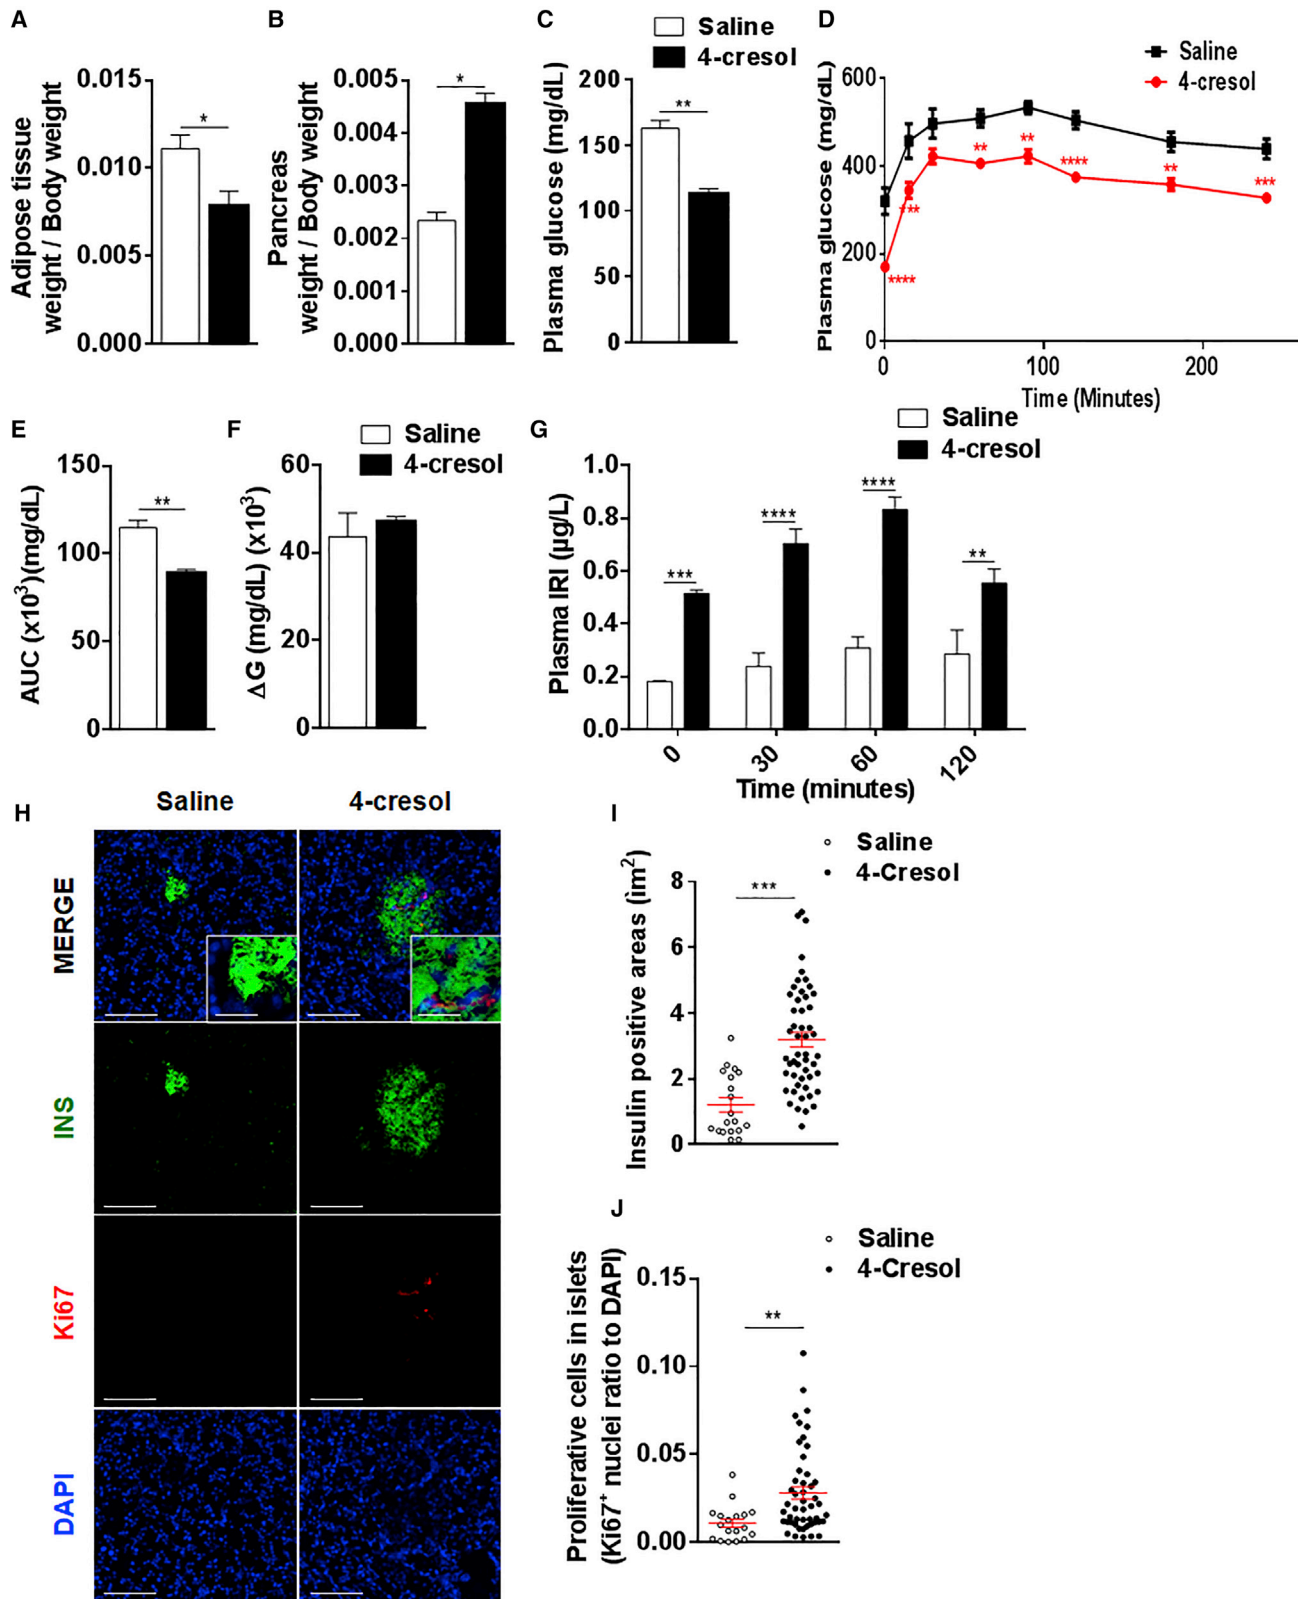 A
Adipose tissue
weight / Body weight
0.015
0.010
0.005
0.000
*
B
Pancreas
weight / Body weight
0.005
0.004
0.003
0.002
0.001
0.000
*
C
Saline
4-cresol
Plasma glucose (mg/dL)
200
150
100
50
0
**
D
Saline
4-cresol
Plasma glucose (mg/dL)
600
400
200
0
****
***
**
**
****
**
***
0
100
200
Time (Minutes)
E
AUC (x10³)(mg/dL)
150
100
50
0
**
F
Saline
4-cresol
ΔG (mg/dL) (x10³)
60
40
20
0
G
Saline
4-cresol
Plasma IRI (µg/L)
1.0
0.8
0.6
0.4
0.2
0.0
***
****
****
**
0
30
60
120
Time (minutes)
H
Saline
4-cresol
MERGE
INS
Ki67
DAPI
I
Saline
4-Cresol
Insulin positive areas (ìm²)
8
6
4
2
0
***
J
Saline
4-Cresol
Proliferative cells in islets
(Ki67⁺ nuclei ratio to DAPI)
0.15
0.10
0.05
0.00
**